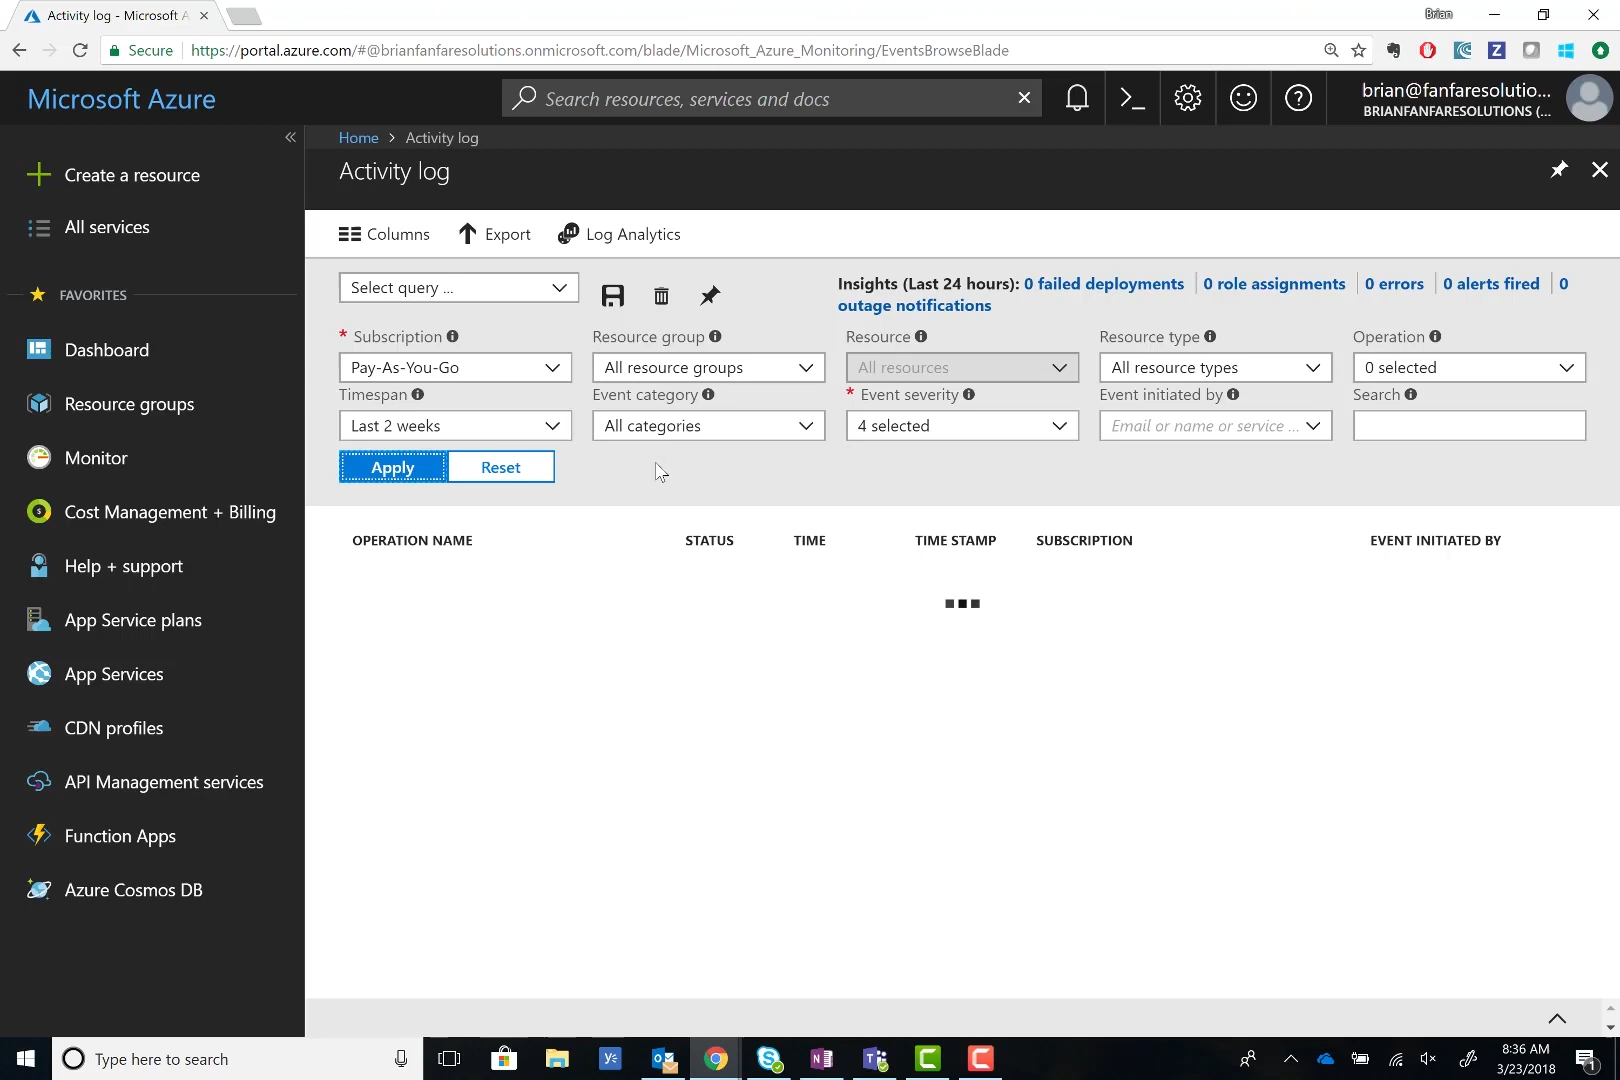 Activity log - Microsoft A
Brian
Secure
https://portal.azure.com/#@brianfanfaresolutions.onmicrosoft.com/blade/Microsoft_Azure_Monitoring/EventsBrowseBlade
Microsoft Azure
Search resources, services and docs
brian@fanfaresolutio...
BRIANFANFARESOLUTIONS (...
Create a resource
All services
FAVORITES
Dashboard
Resource groups
Monitor
Cost Management + Billing
Help + support
App Service plans
App Services
CDN profiles
API Management services
Function Apps
Azure Cosmos DB
Home > Activity log
Activity log
Columns
Export
Log Analytics
Select query ...
Insights (Last 24 hours): 0 failed deployments | 0 role assignments | 0 errors | 0 alerts fired | 0
outage notifications
* Subscription
Resource group
Resource
Resource type
Operation
Pay-As-You-Go
All resource groups
All resources
All resource types
0 selected
Timespan
Event category
* Event severity
Event initiated by
Search
Last 2 weeks
All categories
4 selected
Email or name or service ...
Apply
Reset
OPERATION NAME
STATUS
TIME
TIME STAMP
SUBSCRIPTION
EVENT INITIATED BY
Type here to search
8:36 AM
3/23/2018
1